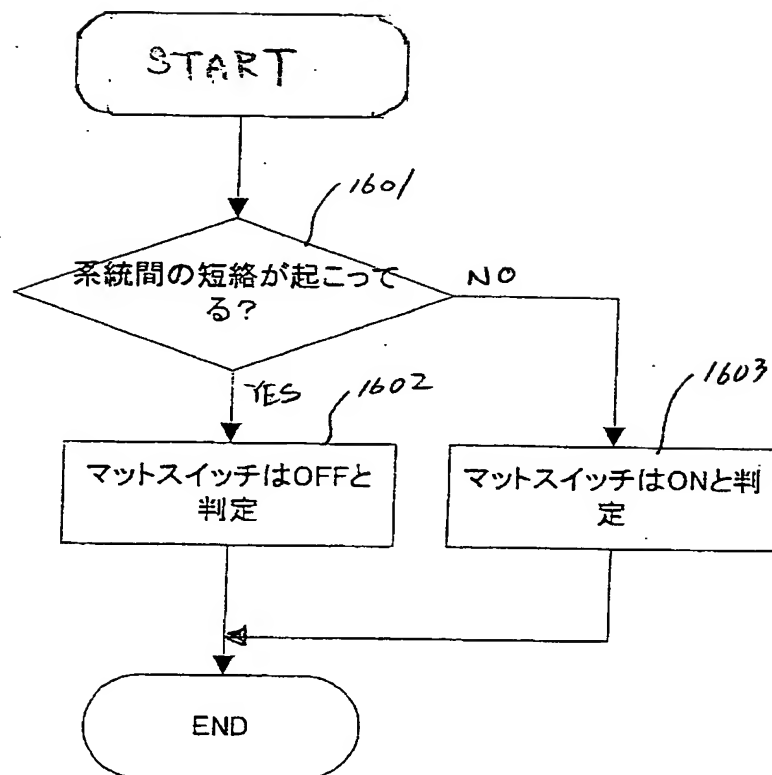 START
1601
系統間の短絡が起こって
る?
NO
YES
1602
1603
マットスイッチはOFFと
判定
マットスイッチはONと判
定
END